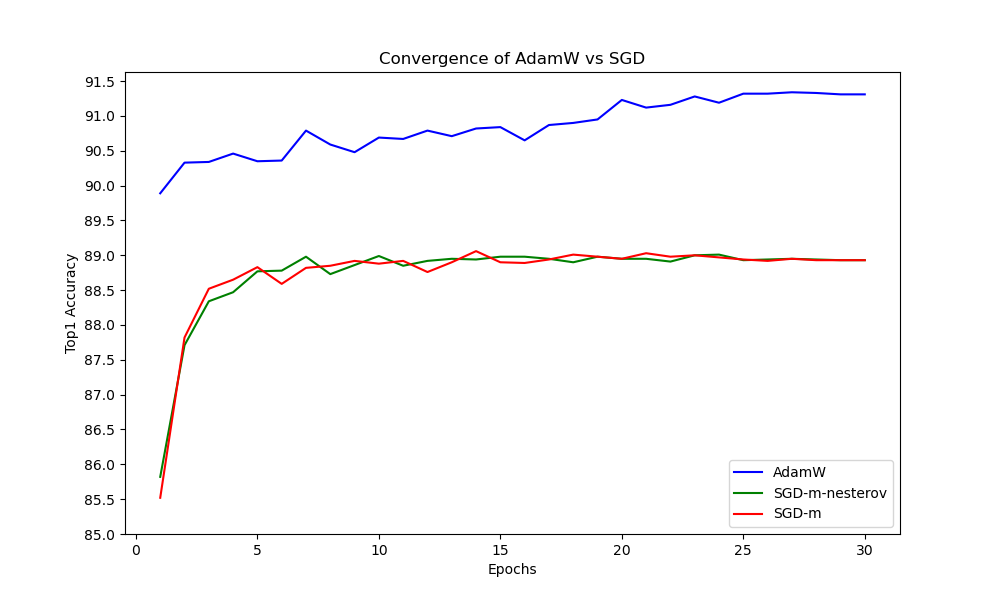 Convergence of AdamW vs SGD
Top1 Accuracy
91.5
91.0
90.5
90.0
89.5
89.0
88.5
88.0
87.5
87.0
86.5
86.0
85.5
85.0
AdamW
SGD-m-nesterov
SGD-m
0 5 10 15 20 25 30
Epochs